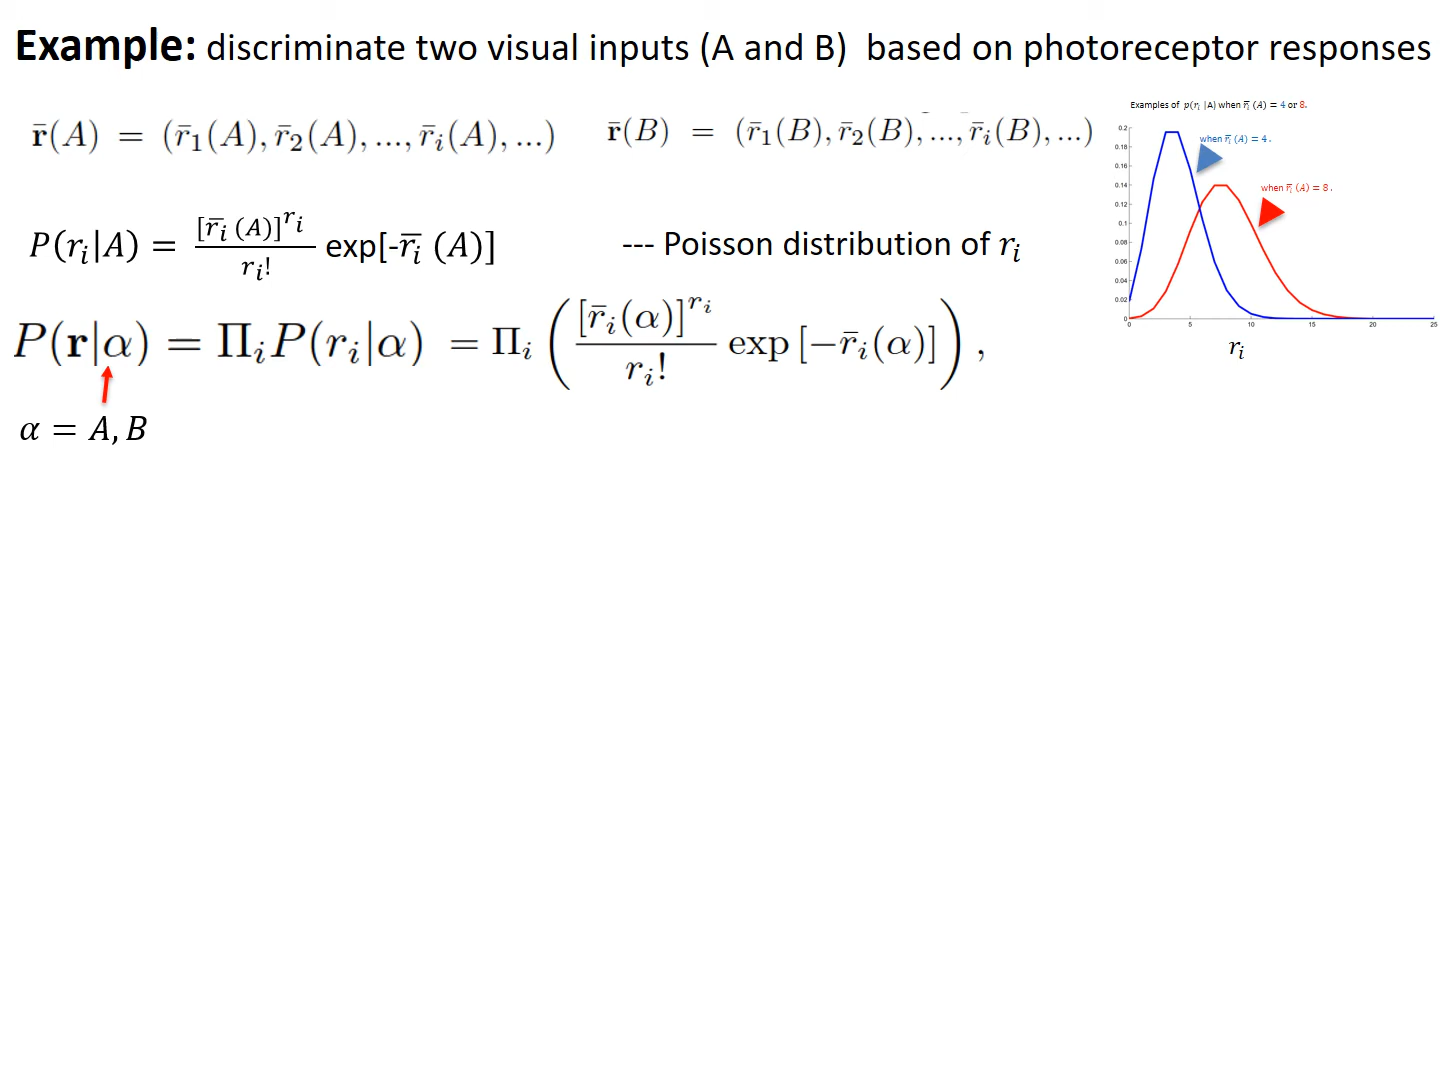 Example: discriminate two visual inputs (A and B) based on photoreceptor responses
r̄(A) = (r̄₁(A), r̄₂(A), ..., r̄ᵢ(A), ...)
r̄(B) = (r̄₁(B), r̄₂(B), ..., r̄ᵢ(B), ...)
Examples of p(rᵢ |A) when r̄ᵢ (A) = 4 or 8.
0.2
0.18
0.16
0.14
0.12
0.1
0.08
0.06
0.04
0.02
0
0 5 10 15 20 25
when r̄ᵢ (A) = 4 .
when r̄ᵢ (A) = 8 .
rᵢ
P(rᵢ|A) = [r̄ᵢ (A)]^rᵢ / rᵢ! exp[-r̄ᵢ (A)]
--- Poisson distribution of rᵢ
P(r|α) = ΠᵢP(rᵢ|α) = Πᵢ ( [r̄ᵢ(α)]^rᵢ / rᵢ! exp [−r̄ᵢ(α)] ) ,
α = A, B